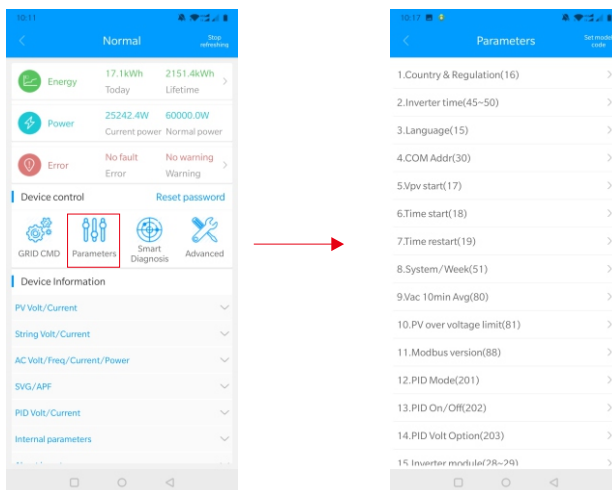 10:11
Normal
Stop
refreshing
Energy
17.1kWh
2151.4kWh
Today
Lifetime
Power
25242.4W
60000.0W
Current power
Normal power
Error
No fault
No warning
Error
Warning
Device control
Reset password
GRID CMD
Parameters
Smart
Diagnosis
Advanced
Device Information
PV Volt/Current
String Volt/Current
AC Volt/Freq/Current/Power
SVG/APF
PID Volt/Current
Internal parameters
10:17
Parameters
Set model
code
1.Country & Regulation(16)
2.Inverter time(45~50)
3.Language(15)
4.COM Addr(30)
5.Vpv start(17)
6.Time start(18)
7.Time restart(19)
8.System/Week(51)
9.Vac 10min Avg(80)
10.PV over voltage limit(81)
11.Modbus version(88)
12.PID Mode(201)
13.PID On/Off(202)
14.PID Volt Option(203)
15.Inverter module(28~29)